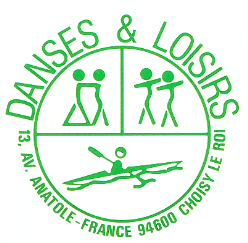 DANSES & LOISIRS
13, AV. ANATOLE-FRANCE 94600 CHOISY LE ROI